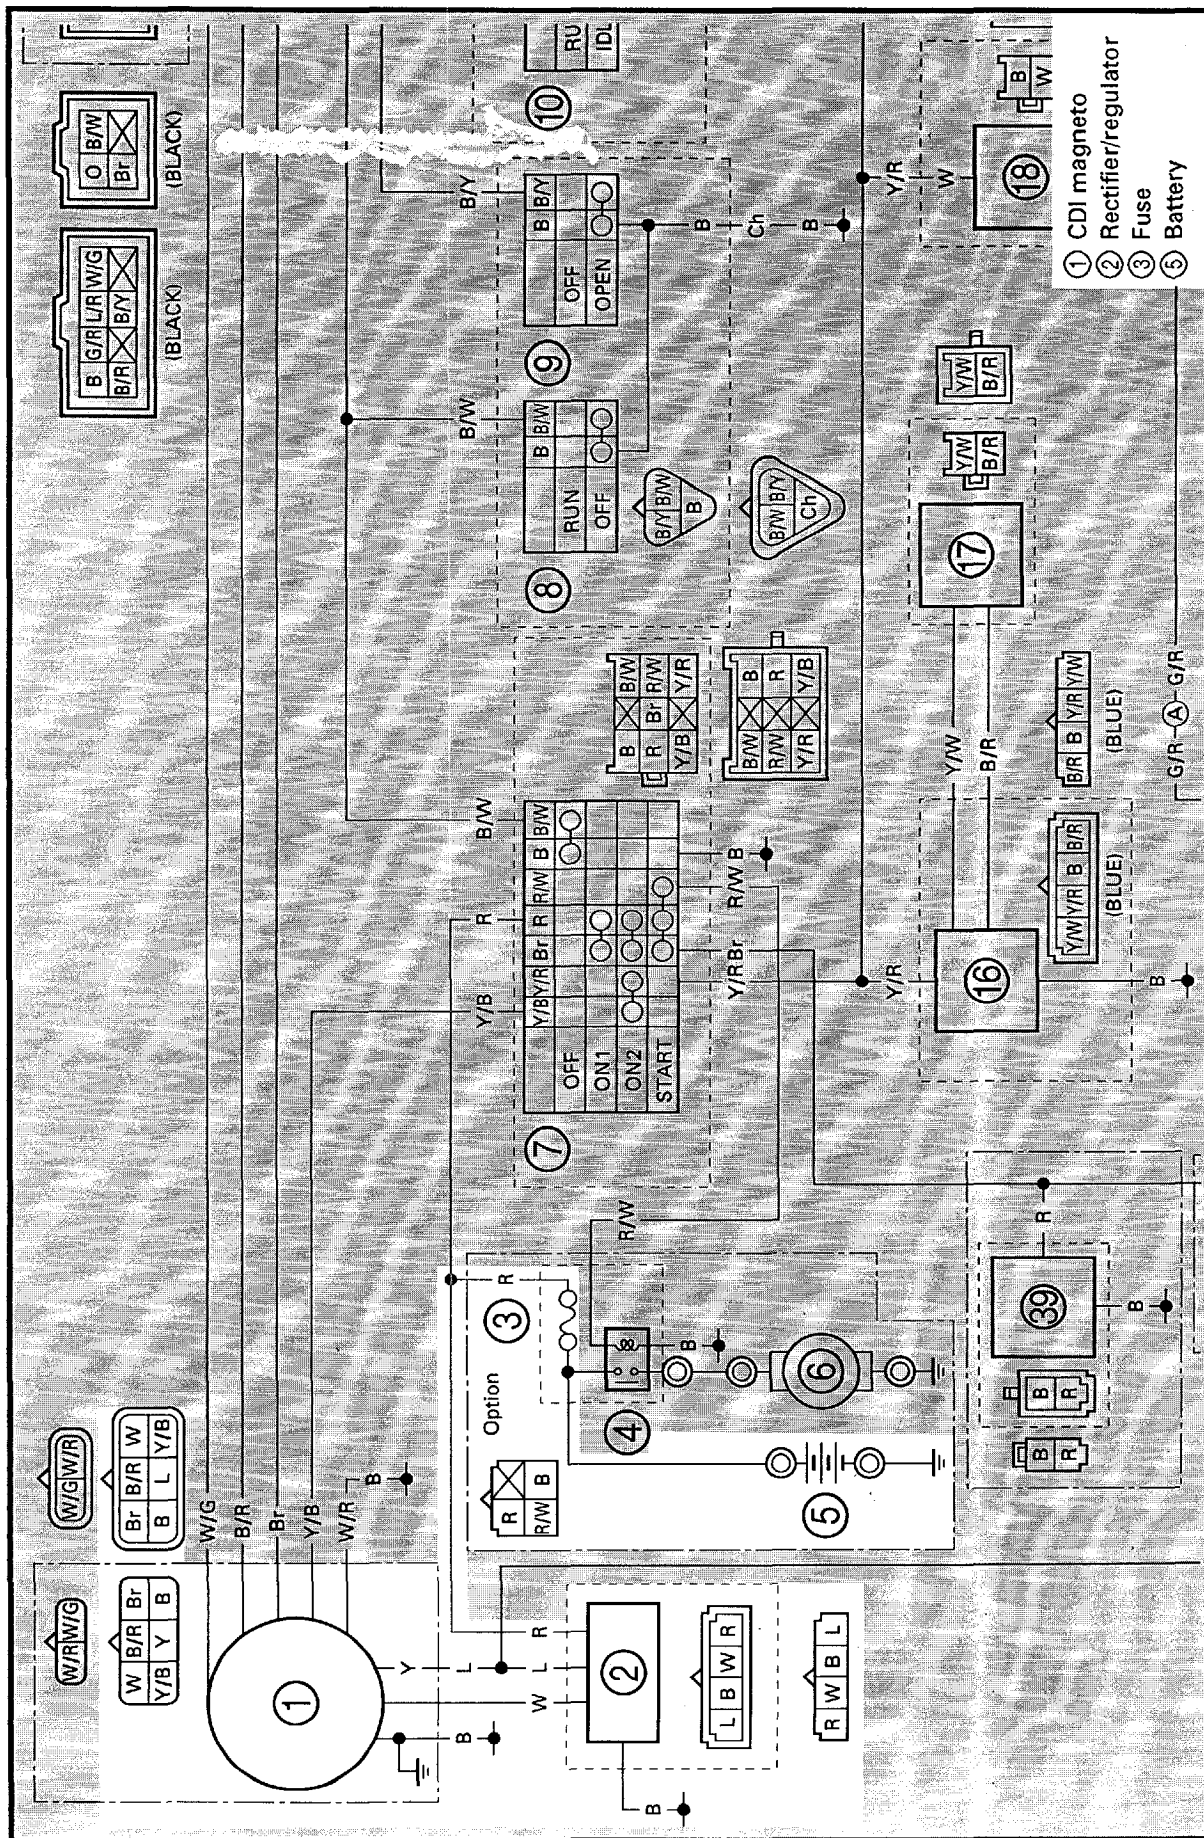 W/R W/G
W/G W/R
B G/R L/R W/G
B/R B/Y
(BLACK)
O B/W
Br
(BLACK)
W B/R Br
Y/B Y B
Br B/R W
B L Y/B
1
W/G
B/R
Br
Y/B
W/R
B
Y
L
B
W
L
R
2
B
L B W R
R W B L
Option
R
R/W B
3
R
4
B
5
6
R/W
7
Y/B
R
B/W
Y/B Y/R Br R R/W B B/W
OFF
ON1
ON2
START
Y/R Br
R/W B
B B/W
R Br R/W
Y/B Y/R
B/W B
R/W R
Y/R Y/B
8
B/W
B B/W
RUN
OFF
B/Y B/W
B
B/W B/Y
Ch
9
B/Y
B B/Y
OFF
OPEN
B
Ch
B
10
B
RU
IDL
39
R
B
B R
B R
16
Y/R
B
Y/W Y/R B B/R
(BLUE)
B/R B Y/R Y/W
(BLUE)
Y/W
B/R
17
Y/W
B/R
Y/W
B/R
18
Y/R
W
B
W
G/R A G/R
① CDI magneto
② Rectifier/regulator
③ Fuse
⑤ Battery